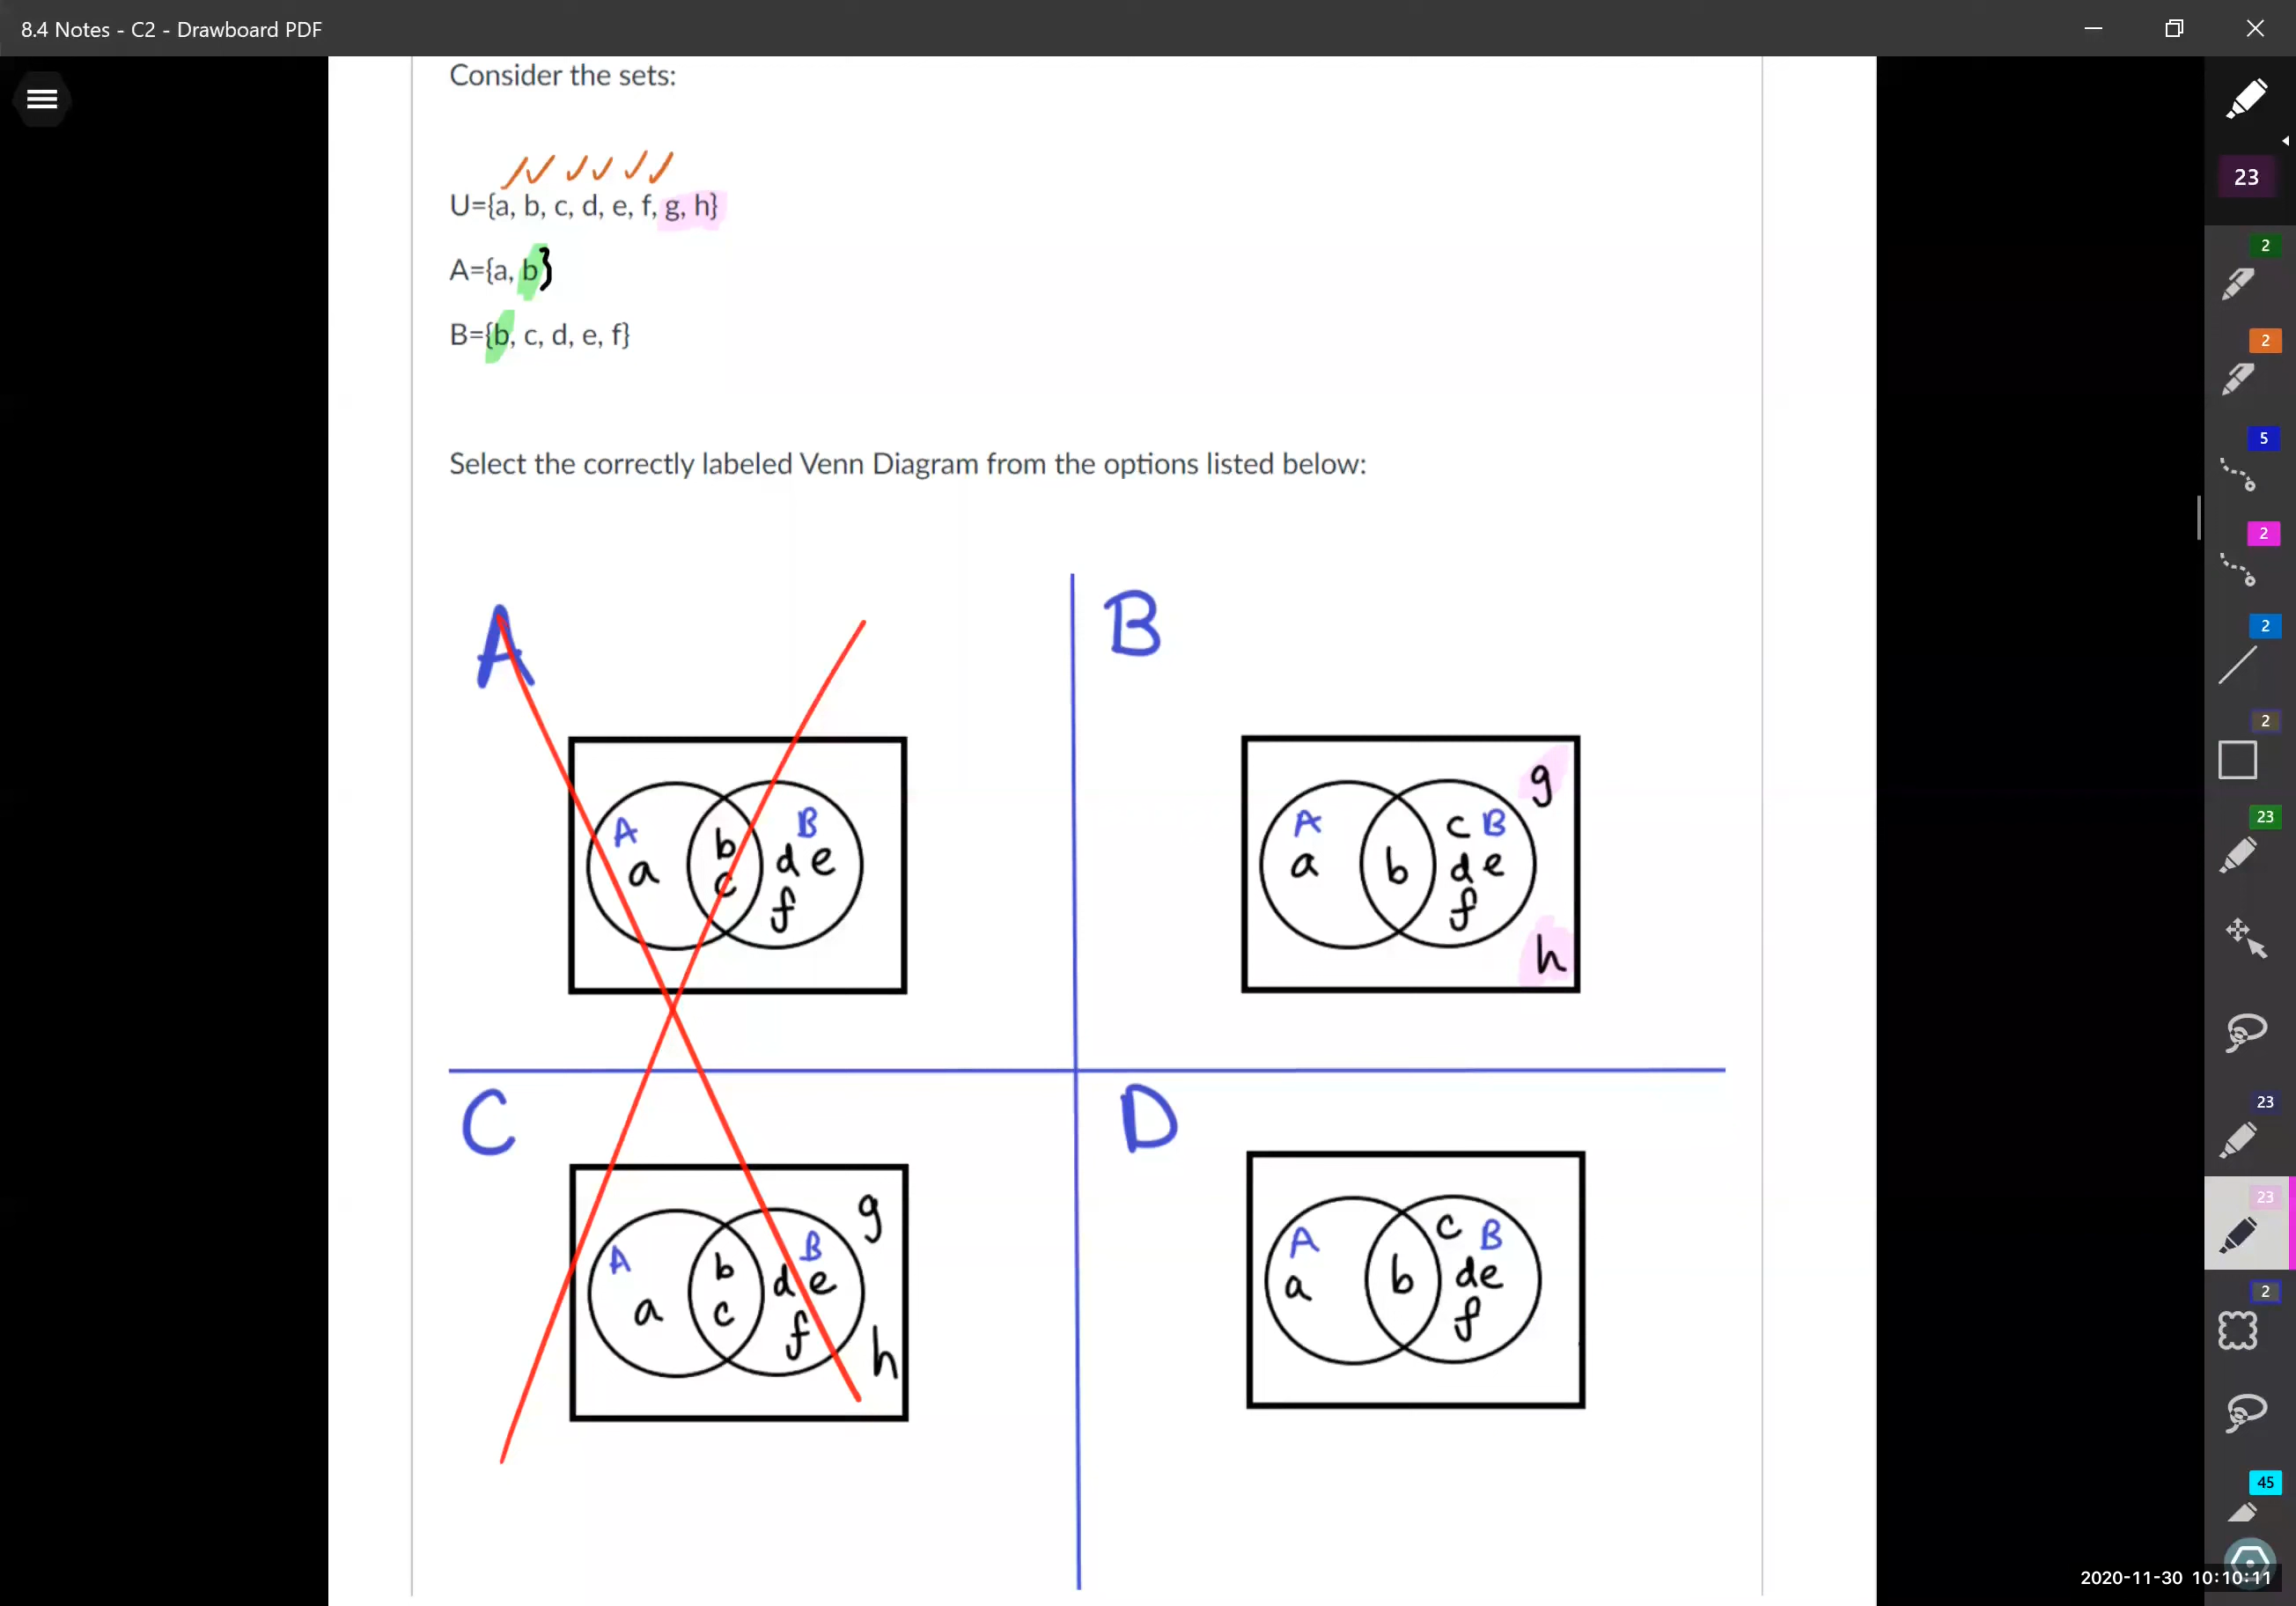 8.4 Notes - C2 - Drawboard PDF
Consider the sets:
U={a, b, c, d, e, f, g, h}
A={a, b}
B={b, c, d, e, f}
Select the correctly labeled Venn Diagram from the options listed below:
A
A
B
a
b
c
d e
f
B
A
a
b
c B
d e
f
g
h
C
A
a
b
c
B
d e
f
g
h
D
A
a
b
c B
d e
f
23
2
2
5
2
2
2
23
23
23
2
45
2020-11-30 10:10:11